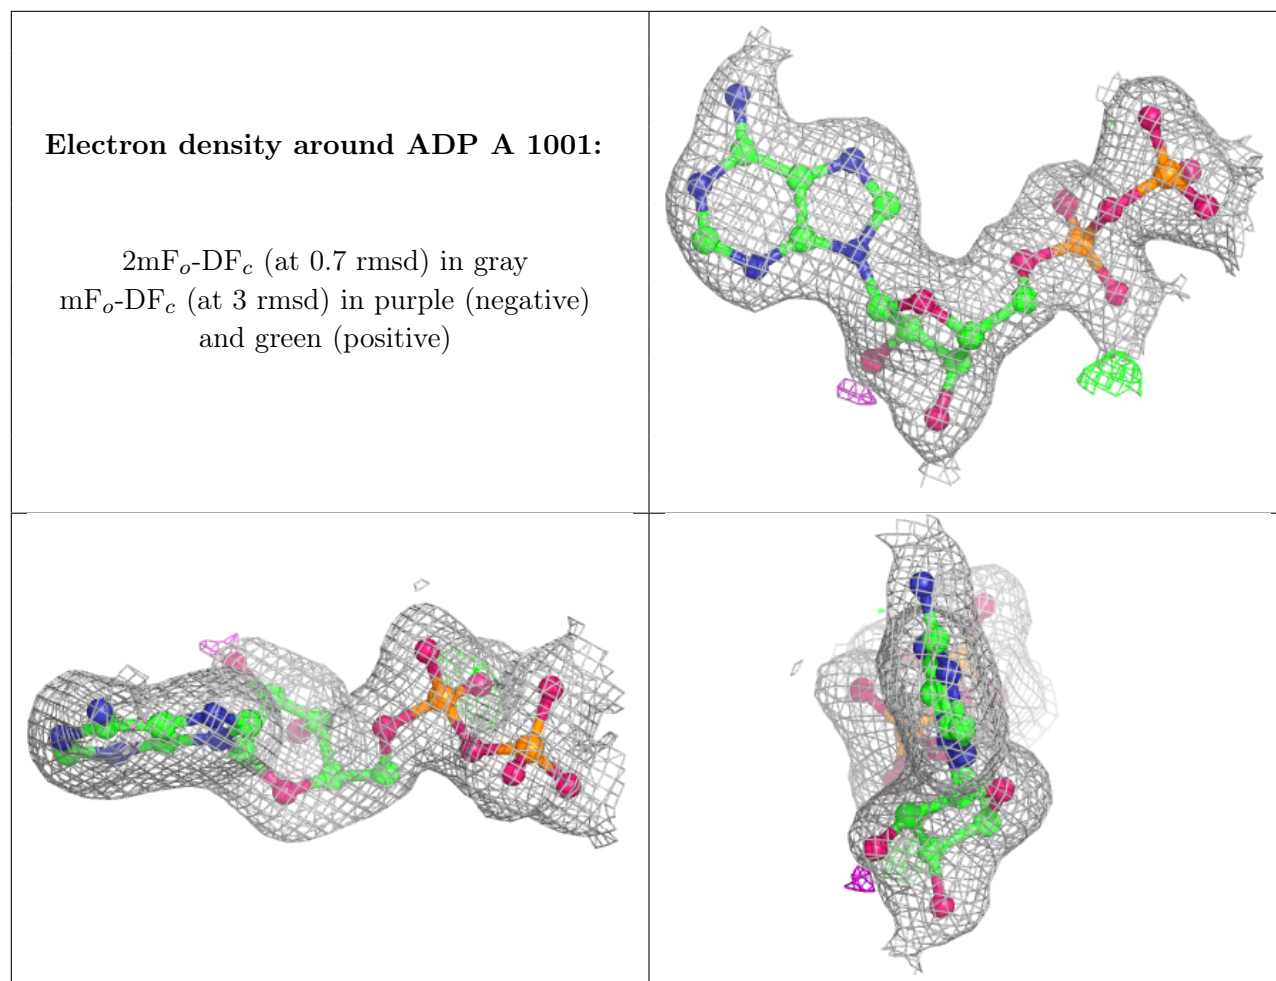 Electron density around ADP A 1001:
2mFo-DFc (at 0.7 rmsd) in gray
mFo-DFc (at 3 rmsd) in purple (negative)
and green (positive)